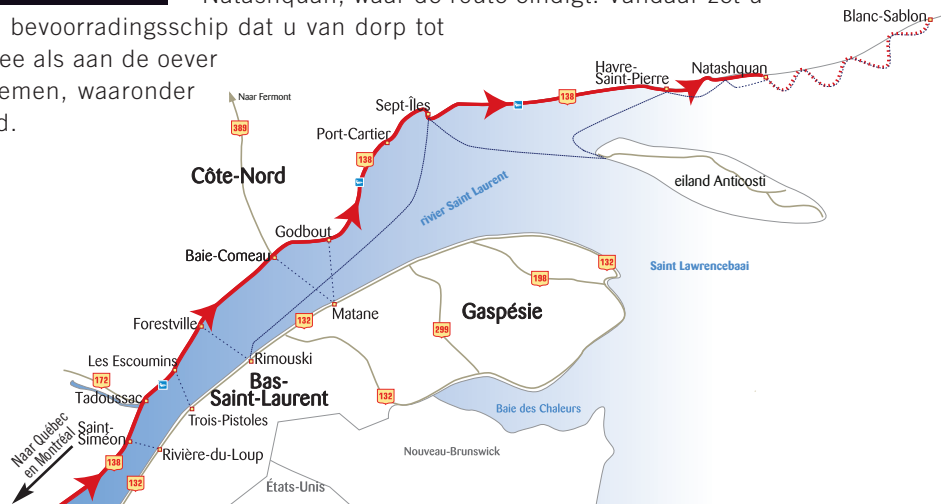 Natashquan, waar de route eindigt. Vandaar zet u
bevoorradingsschip dat u van dorp tot
ee als aan de oever
emen, waaronder
d.
Blanc-Sablon
Havre-
Saint-Pierre
Natashquan
Naar Fermont
389
Sept-Îles
138
Port-Cartier
138
Côte-Nord
eiland Anticosti
rivier Saint Laurent
Godbout
Baie-Comeau
132
Saint Lawrencebaai
198
Matane
Gaspésie
132
Forestville
299
Rimouski
Les Escoumins
172
Bas-
Saint-Laurent
132
Tadoussac
Trois-Pistoles
Baie des Chaleurs
Naar Québec
en Montréal
Saint-
Siméon
138
Rivière-du-Loup
Nouveau-Brunswick
132
États-Unis